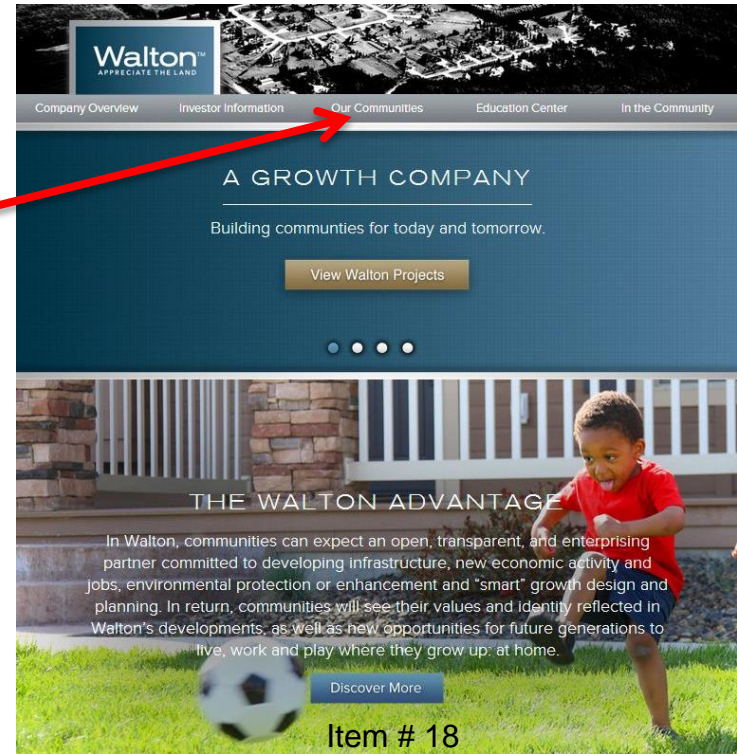 Walton™
APPRECIATE THE LAND
Company Overview Investor Information Our Communities Education Center In the Community
A GROWTH COMPANY
Building communties for today and tomorrow.
View Walton Projects
THE WALTON ADVANTAGE
In Walton, communities can expect an open, transparent, and enterprising
partner committed to developing infrastructure, new economic activity and
jobs, environmental protection or enhancement and "smart" growth design and
planning. In return, communities will see their values and identity reflected in
Walton's developments, as well as new opportunities for future generations to
live, work and play where they grow up: at home.
Discover More
Item # 18